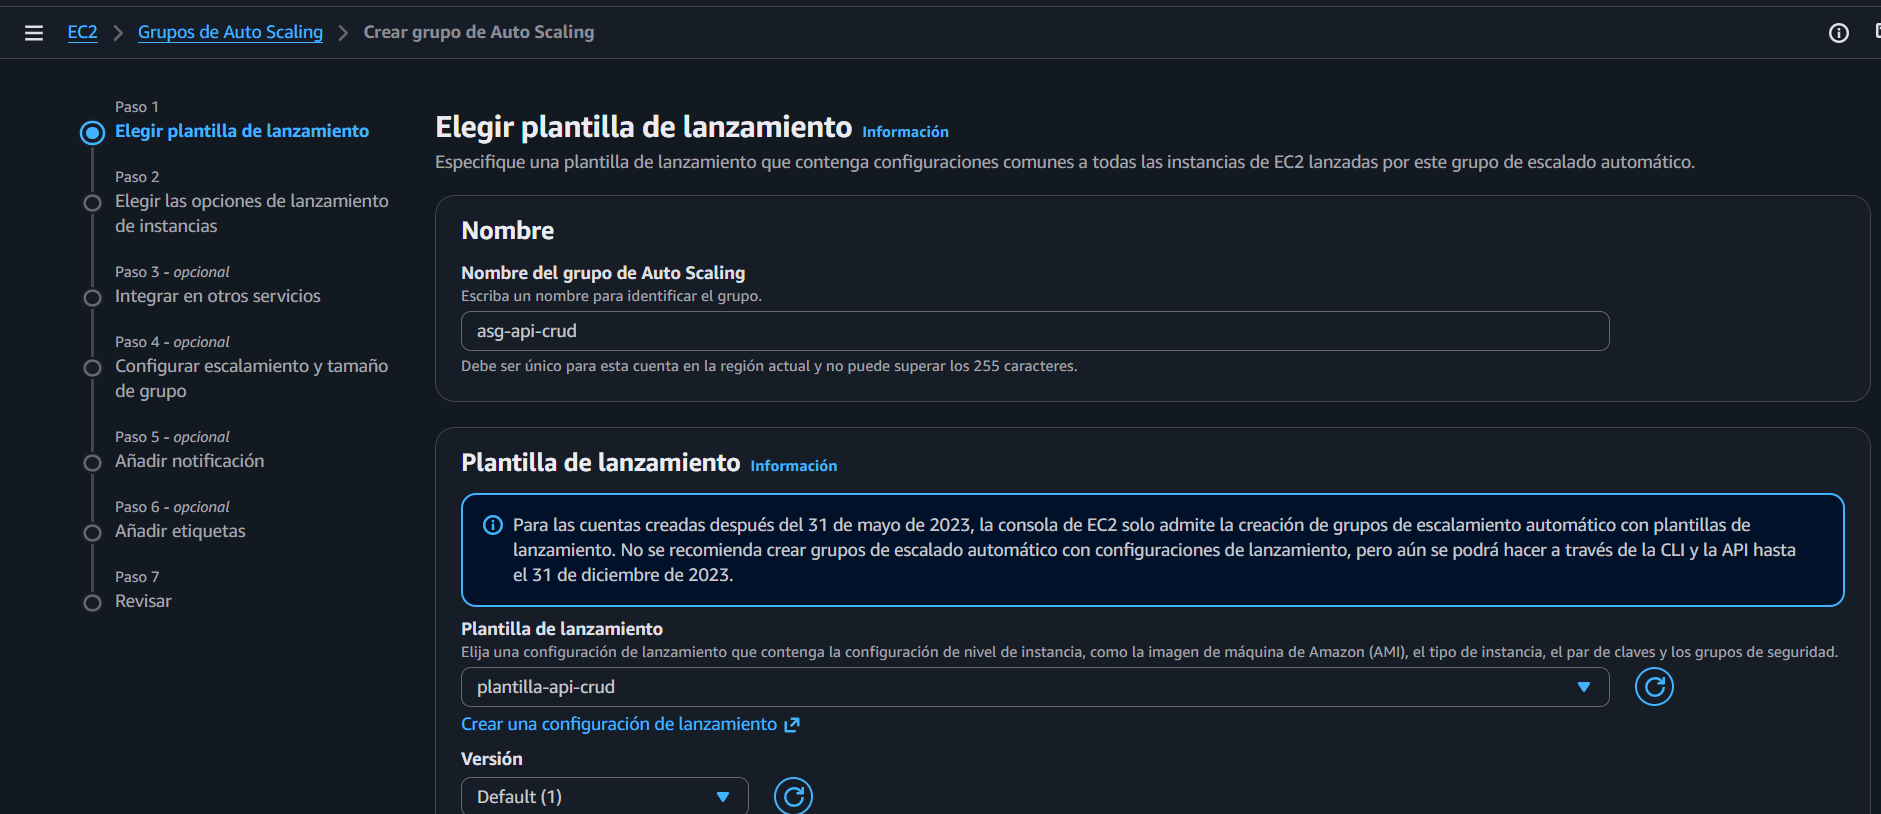 EC2 > Grupos de Auto Scaling > Crear grupo de Auto Scaling
Paso 1
Elegir plantilla de lanzamiento
Paso 2
Elegir las opciones de lanzamiento
de instancias
Paso 3 - opcional
Integrar en otros servicios
Paso 4 - opcional
Configurar escalamiento y tamaño
de grupo
Paso 5 - opcional
Añadir notificación
Paso 6 - opcional
Añadir etiquetas
Paso 7
Revisar
Elegir plantilla de lanzamiento Información
Especifique una plantilla de lanzamiento que contenga configuraciones comunes a todas las instancias de EC2 lanzadas por este grupo de escalado automático.
Nombre
Nombre del grupo de Auto Scaling
Escriba un nombre para identificar el grupo.
asg-api-crud
Debe ser único para esta cuenta en la región actual y no puede superar los 255 caracteres.
Plantilla de lanzamiento Información
Para las cuentas creadas después del 31 de mayo de 2023, la consola de EC2 solo admite la creación de grupos de escalamiento automático con plantillas de
lanzamiento. No se recomienda crear grupos de escalado automático con configuraciones de lanzamiento, pero aún se podrá hacer a través de la CLI y la API hasta
el 31 de diciembre de 2023.
Plantilla de lanzamiento
Elija una configuración de lanzamiento que contenga la configuración de nivel de instancia, como la imagen de máquina de Amazon (AMI), el tipo de instancia, el par de claves y los grupos de seguridad.
plantilla-api-crud
Crear una configuración de lanzamiento
Versión
Default (1)